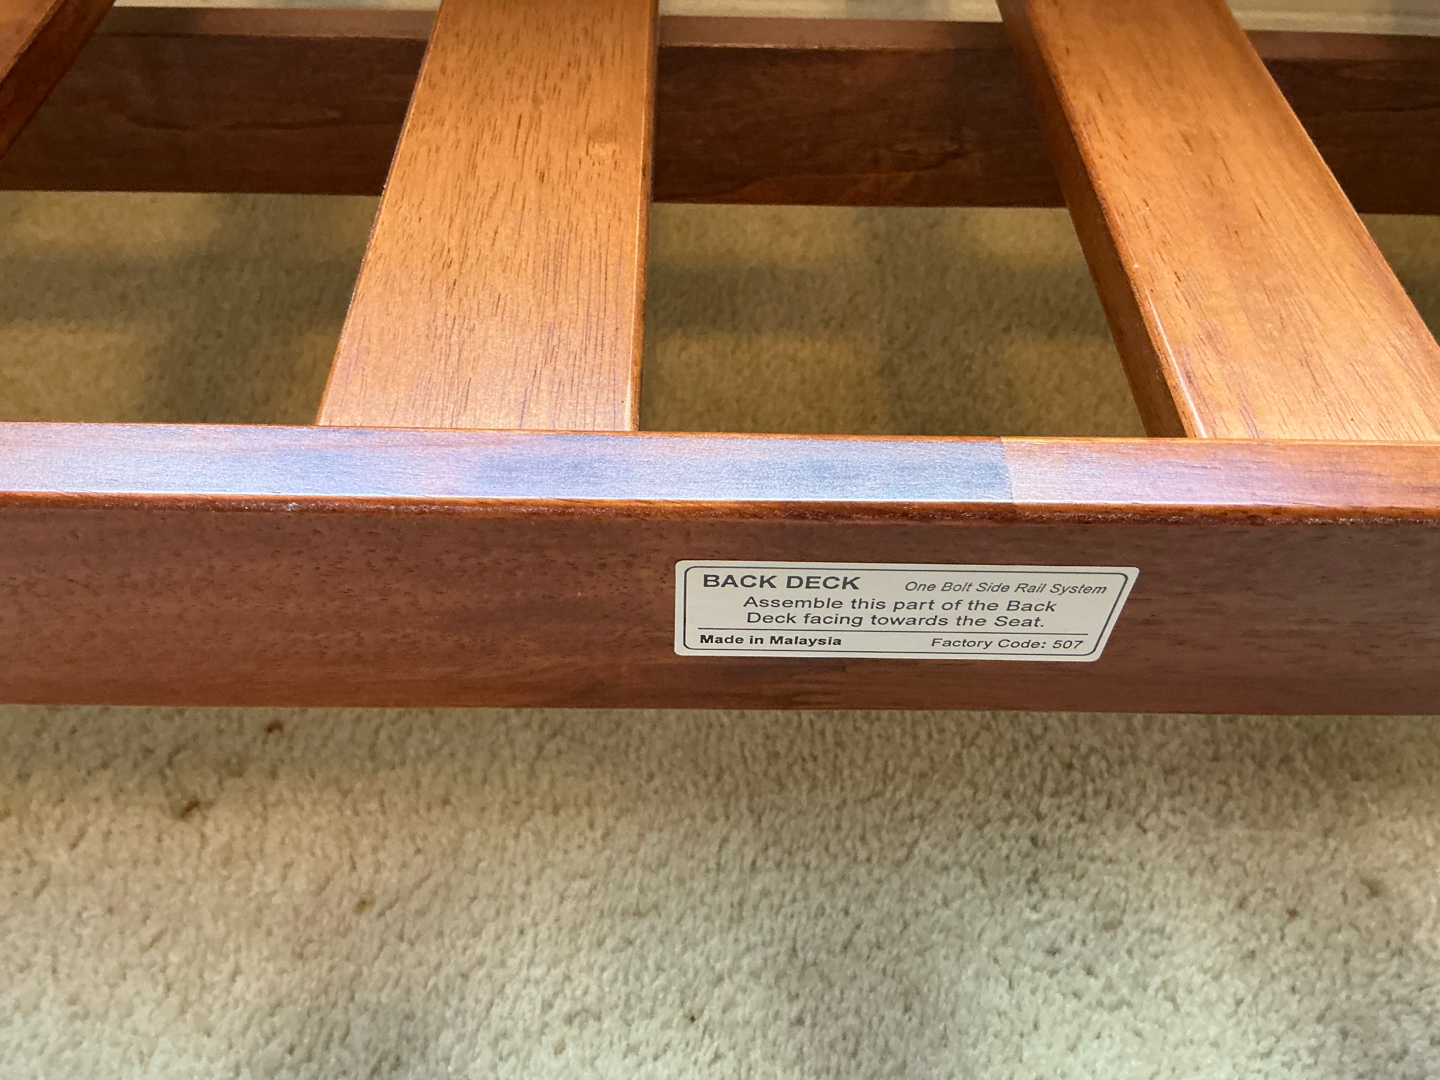 BACK DECK One Bolt Side Rail System
Assemble this part of the Back
Deck facing towards the Seat.
Made in Malaysia Factory Code: 507